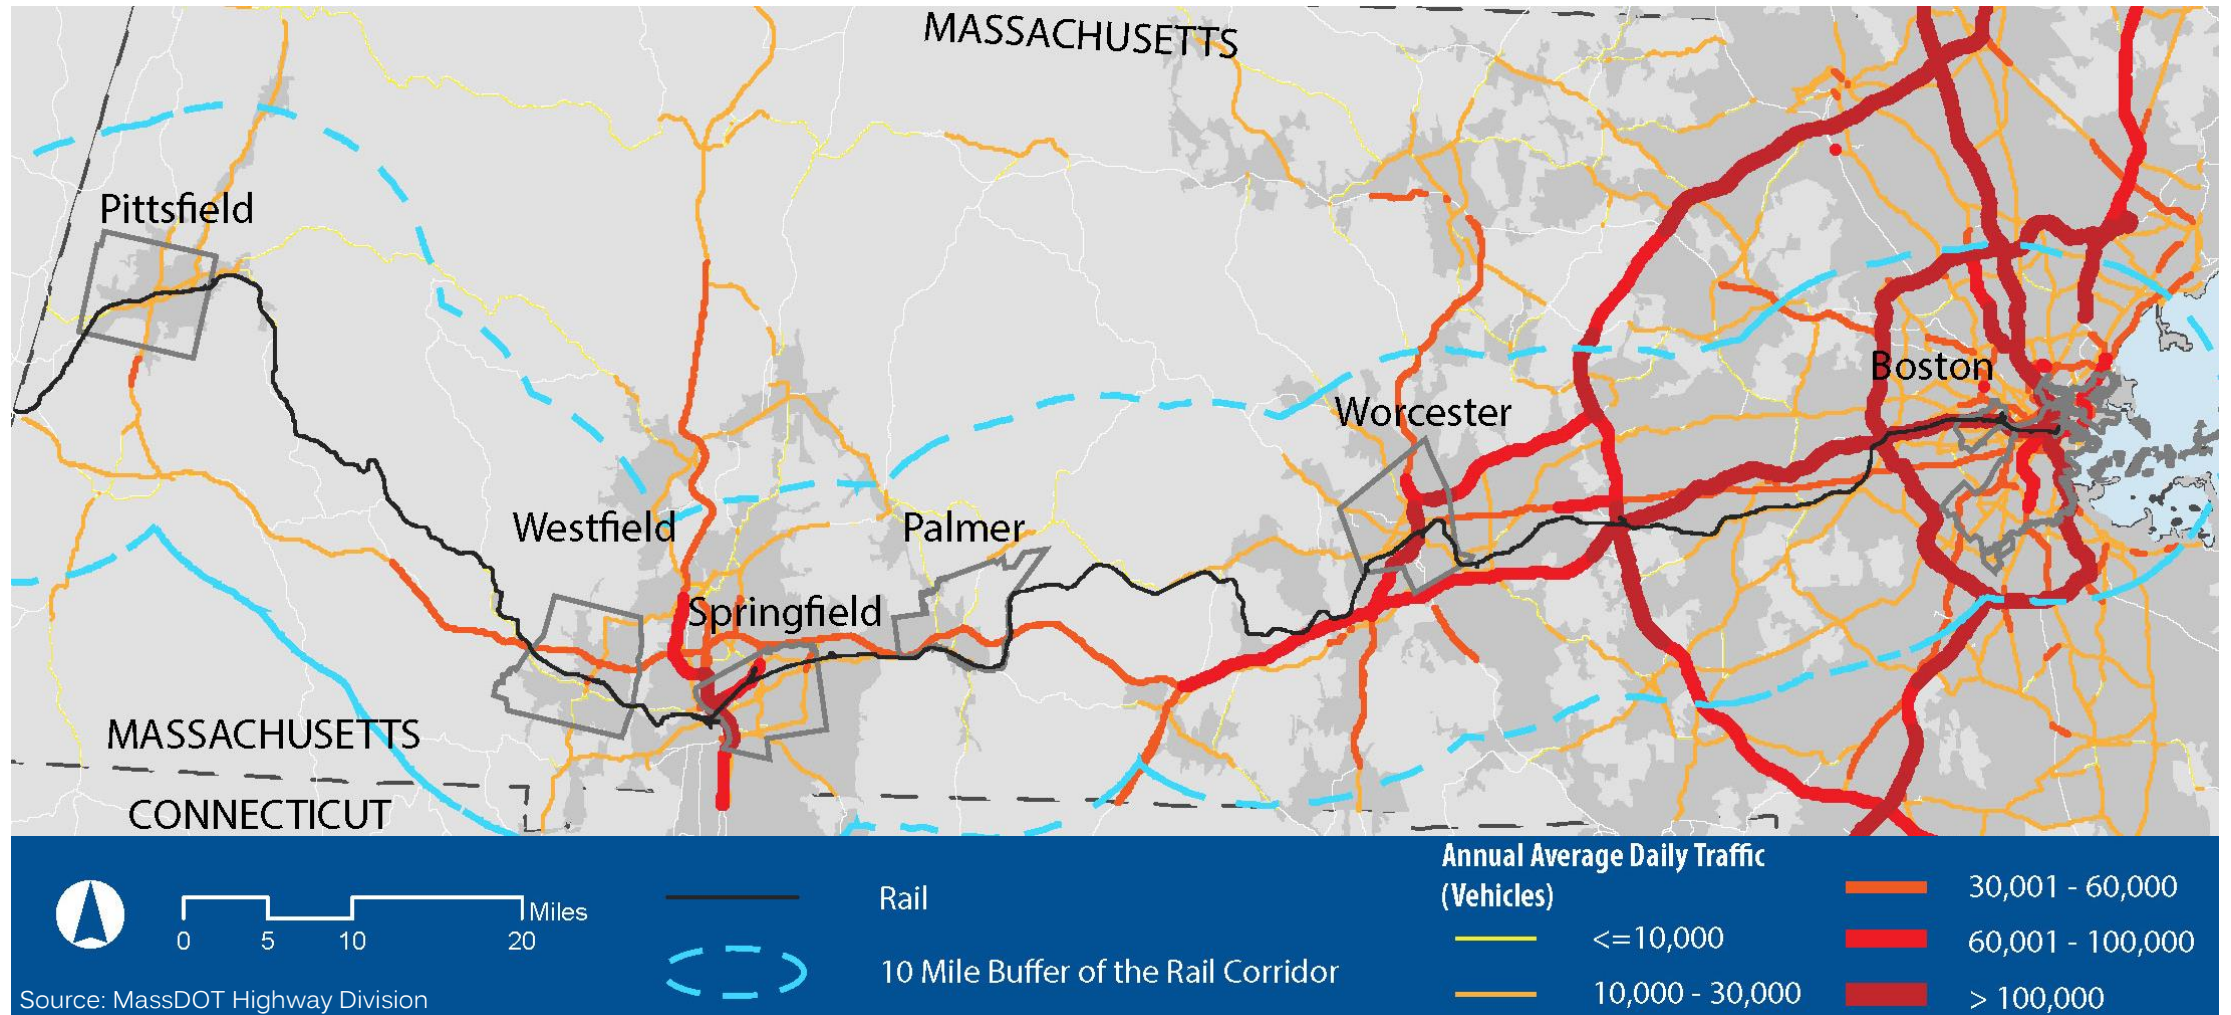 MASSACHUSETTS
Pittsfield
Boston
Worcester
Westfield
Palmer
Springfield
MASSACHUSETTS
CONNECTICUT
Miles
0 5 10 20
Source: MassDOT Highway Division
Rail
10 Mile Buffer of the Rail Corridor
Annual Average Daily Traffic
(Vehicles)
<=10,000
10,000 - 30,000
30,001 - 60,000
60,001 - 100,000
> 100,000